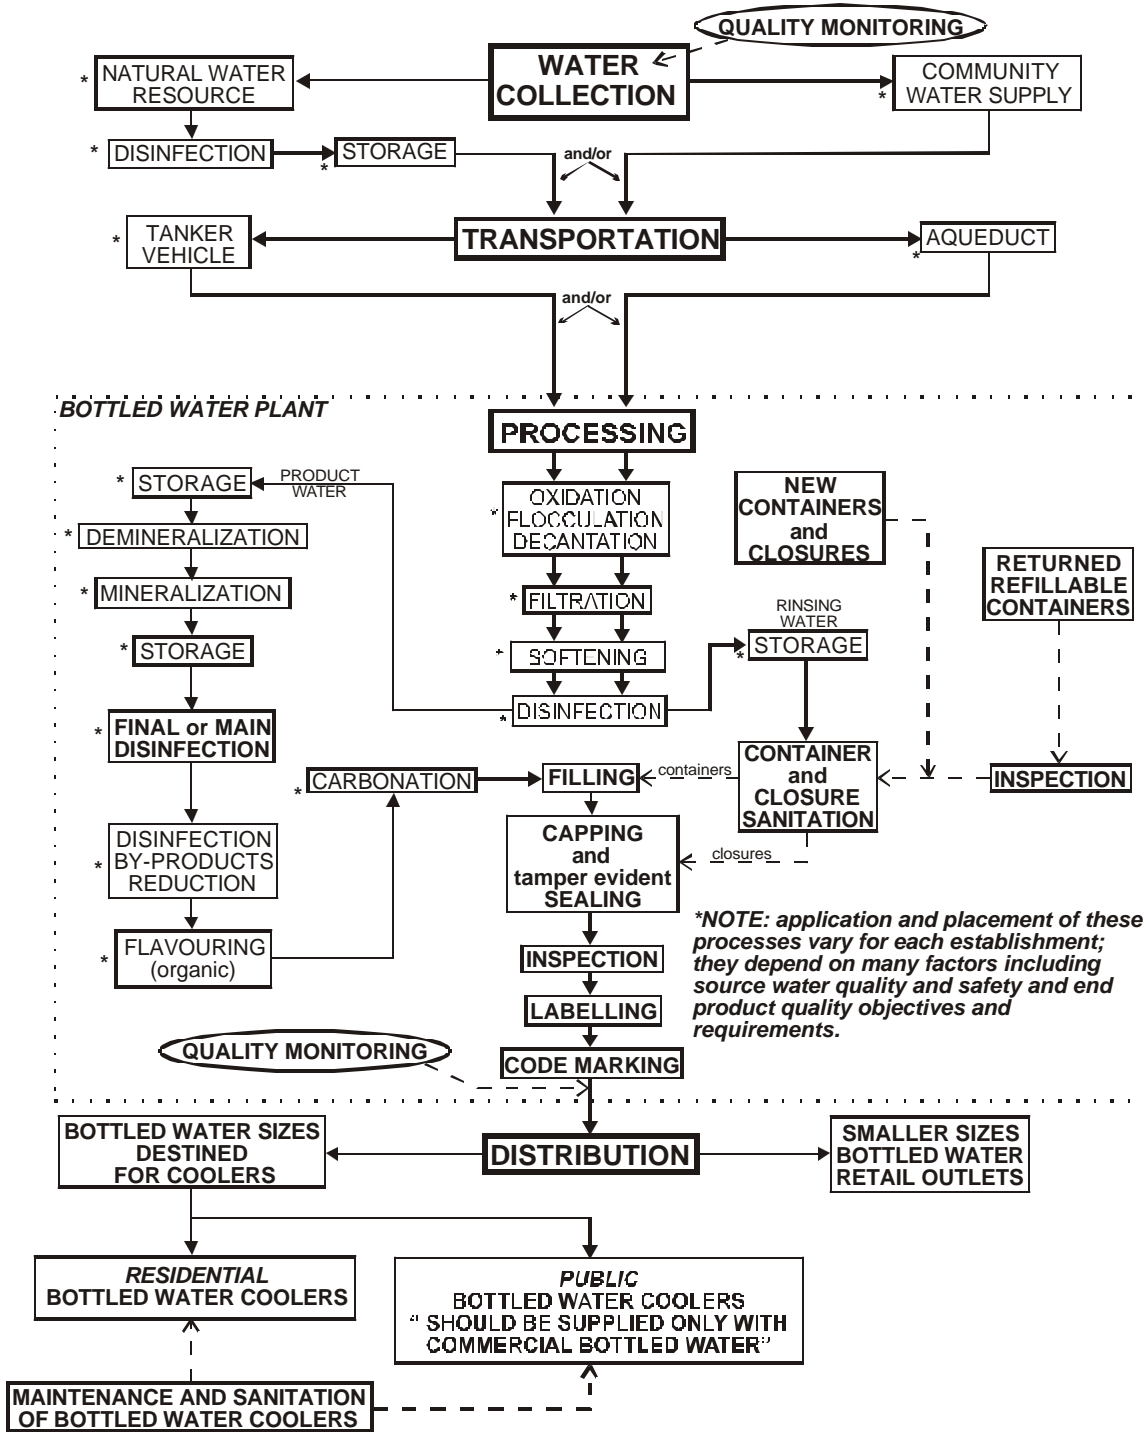 QUALITY MONITORING
WATER
COLLECTION
* NATURAL WATER
RESOURCE
COMMUNITY
* WATER SUPPLY
* DISINFECTION
* STORAGE
and/or
TRANSPORTATION
* TANKER
VEHICLE
* AQUEDUCT
and/or
BOTTLED WATER PLANT
PROCESSING
* STORAGE
PRODUCT
WATER
* OXIDATION
FLOCCULATION
DECANTATION
NEW
CONTAINERS
and
CLOSURES
* DEMINERALIZATION
RETURNED
REFILLABLE
CONTAINERS
* MINERALIZATION
* FILTRATION
RINSING
WATER
* STORAGE
* STORAGE
* SOFTENING
* DISINFECTION
* FINAL or MAIN
DISINFECTION
* CARBONATION
FILLING
containers
CONTAINER
and
CLOSURE
SANITATION
INSPECTION
* DISINFECTION
BY-PRODUCTS
REDUCTION
CAPPING
and
tamper evident
SEALING
closures
* FLAVOURING
(organic)
INSPECTION
LABELLING
CODE MARKING
*NOTE: application and placement of these
processes vary for each establishment;
they depend on many factors including
source water quality and safety and end
product quality objectives and
requirements.
QUALITY MONITORING
BOTTLED WATER SIZES
DESTINED
FOR COOLERS
DISTRIBUTION
SMALLER SIZES
BOTTLED WATER
RETAIL OUTLETS
RESIDENTIAL
BOTTLED WATER COOLERS
PUBLIC
BOTTLED WATER COOLERS
" SHOULD BE SUPPLIED ONLY WITH
COMMERCIAL BOTTLED WATER"
MAINTENANCE AND SANITATION
OF BOTTLED WATER COOLERS